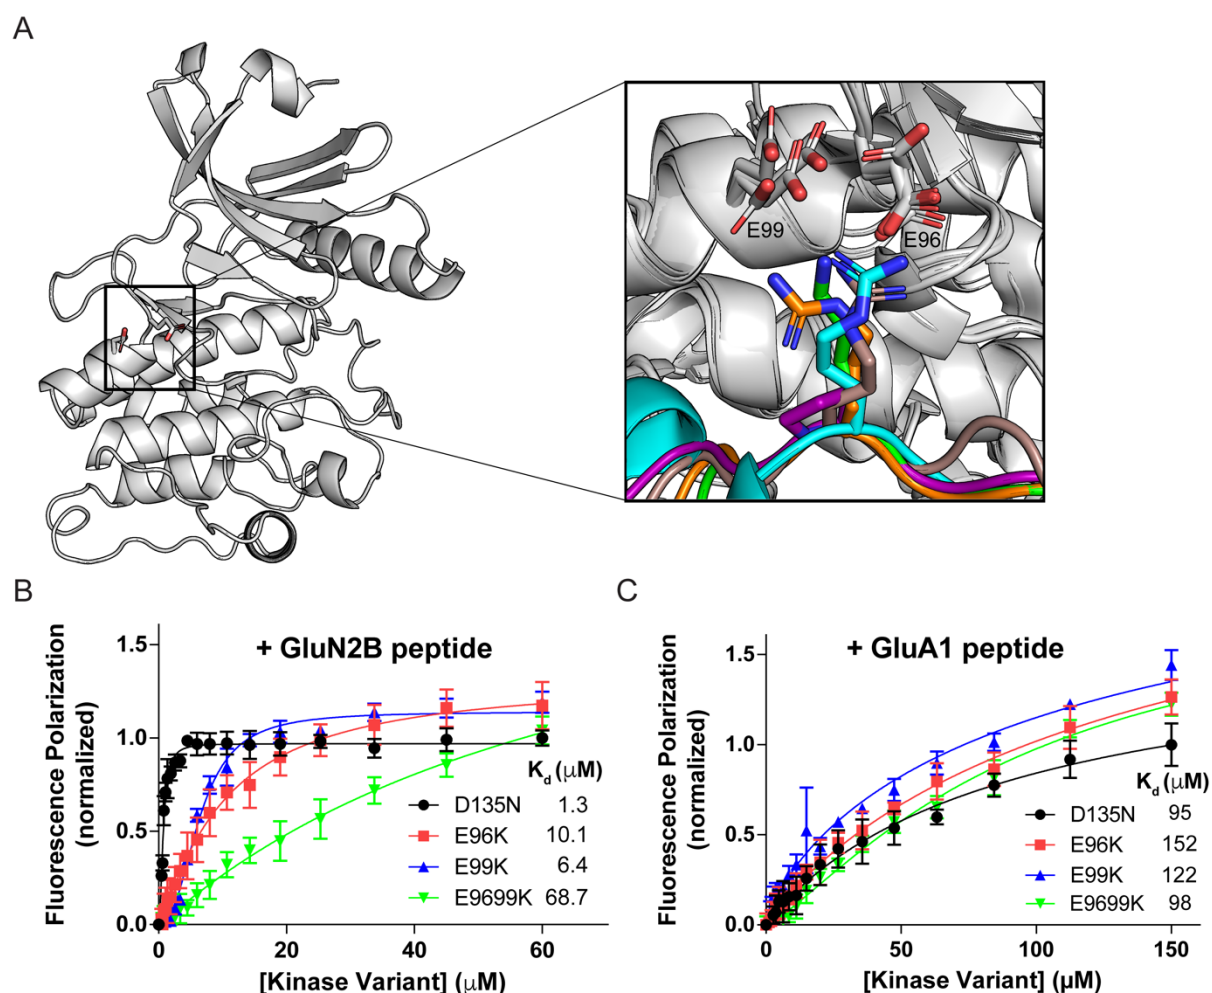 A
E99
E96
B
+ GluN2B peptide
Fluorescence Polarization
(normalized)
1.5
1.0
0.5
0.0
Kd (µM)
D135N 1.3
E96K 10.1
E99K 6.4
E9699K 68.7
0 20 40 60
[Kinase Variant] (µM)
C
+ GluA1 peptide
Fluorescence Polarization
(normalized)
1.5
1.0
0.5
0.0
Kd (µM)
D135N 95
E96K 152
E99K 122
E9699K 98
0 50 100 150
[Kinase Variant] (µM)